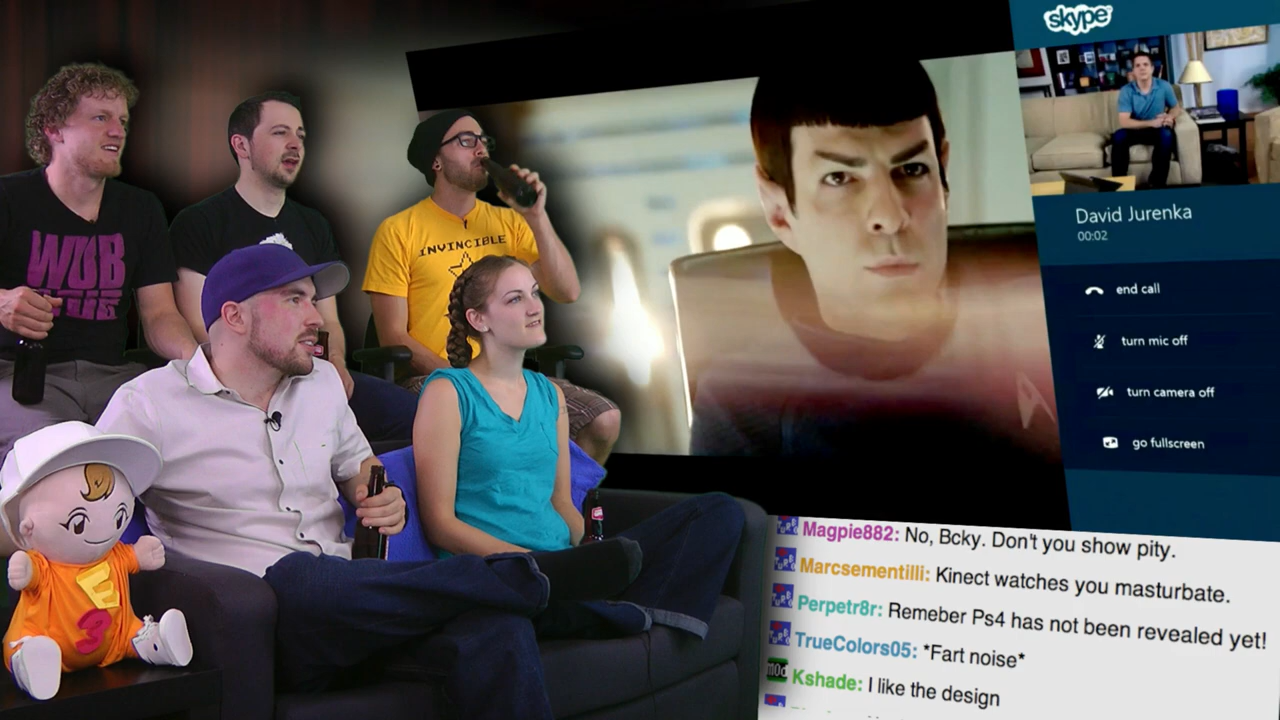 skype
David Jurenka
00:02
end call
turn mic off
turn camera off
go fullscreen
WUB
INVINCIBLE
E
3
Magpie882: No, Bcky. Don't you show pity.
Marcsementilli: Kinect watches you masturbate.
Perpetr8r: Remeber Ps4 has not been revealed yet!
TrueColors05: *Fart noise*
mod Kshade: I like the design